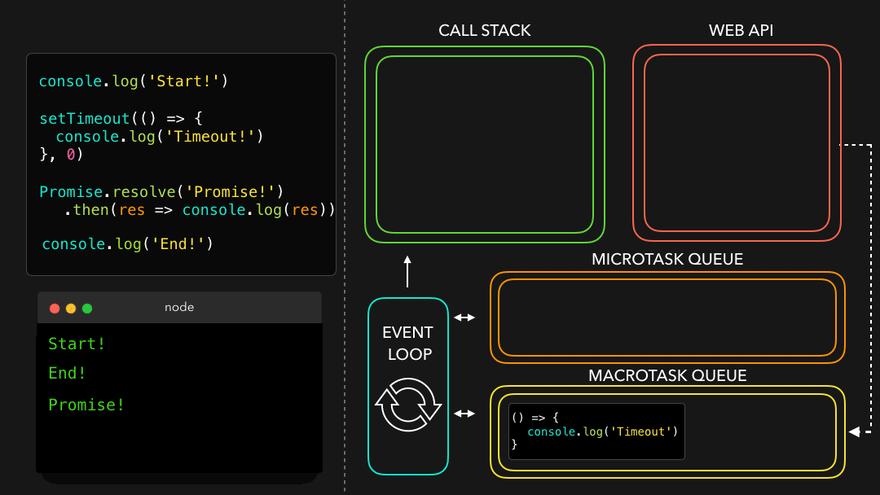 console.log('Start!')
setTimeout(() => {
  console.log('Timeout!')
}, 0)
Promise.resolve('Promise!')
  .then(res => console.log(res))
console.log('End!')
node
Start!
End!
Promise!
CALL STACK
WEB API
MICROTASK QUEUE
EVENT
LOOP
MACROTASK QUEUE
() => {
  console.log('Timeout')
}